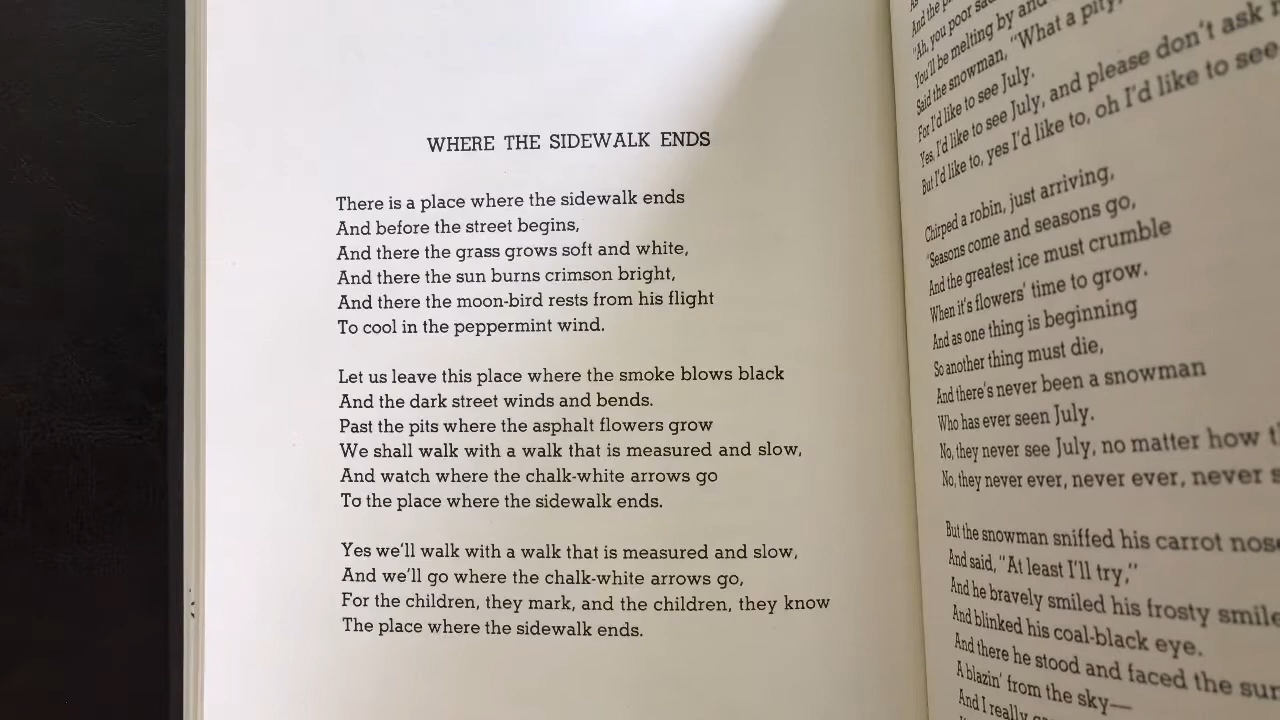 WHERE THE SIDEWALK ENDS
There is a place where the sidewalk ends
And before the street begins,
And there the grass grows soft and white,
And there the sun burns crimson bright,
And there the moon-bird rests from his flight
To cool in the peppermint wind.
Let us leave this place where the smoke blows black
And the dark street winds and bends.
Past the pits where the asphalt flowers grow
We shall walk with a walk that is measured and slow,
And watch where the chalk-white arrows go
To the place where the sidewalk ends.
Yes we'll walk with a walk that is measured and slow,
And we'll go where the chalk-white arrows go,
For the children, they mark, and the children, they know
The place where the sidewalk ends.
And the
"Ah, you poor
You'll be melting by and
Said the snowman, "What a pity,
For I'd like to see July.
Yes, I'd like to see July, and please don't ask
But I'd like to, yes I'd like to, oh I'd like to see
Chirped a robin, just arriving,
"Seasons come and seasons go,
And the greatest ice must crumble
When it's flowers' time to grow.
And as one thing is beginning
So another thing must die,
And there's never been a snowman
Who has ever seen July.
No, they never see July, no matter how
No, they never ever, never ever, never
But the snowman sniffed his carrot nose
And said, "At least I'll try,"
And he bravely smiled his frosty smile
And blinked his coal-black eye.
And there he stood and faced the sun
A blazin' from the sky—
And I really